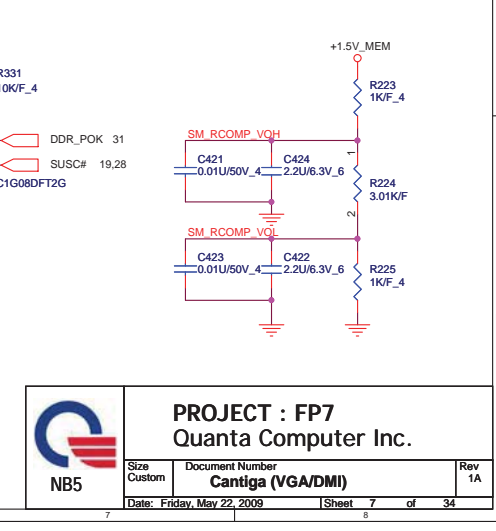 +1.5V_MEM
R331
10K/F_4
R223
1K/F_4
DDR_POK 31
SUSC# 19,28
C1G08DFT2G
SM_RCOMP_VOH
C421
0.01U/50V_4
C424
2.2U/6.3V_6
1
R224
3.01K/F
2
SM_RCOMP_VOL
C423
0.01U/50V_4
C422
2.2U/6.3V_6
R225
1K/F_4
PROJECT : FP7
Quanta Computer Inc.
NB5
Size
Custom
Document Number
Cantiga (VGA/DMI)
Rev
1A
Date: Friday, May 22, 2009
Sheet 7 of 34
7
8